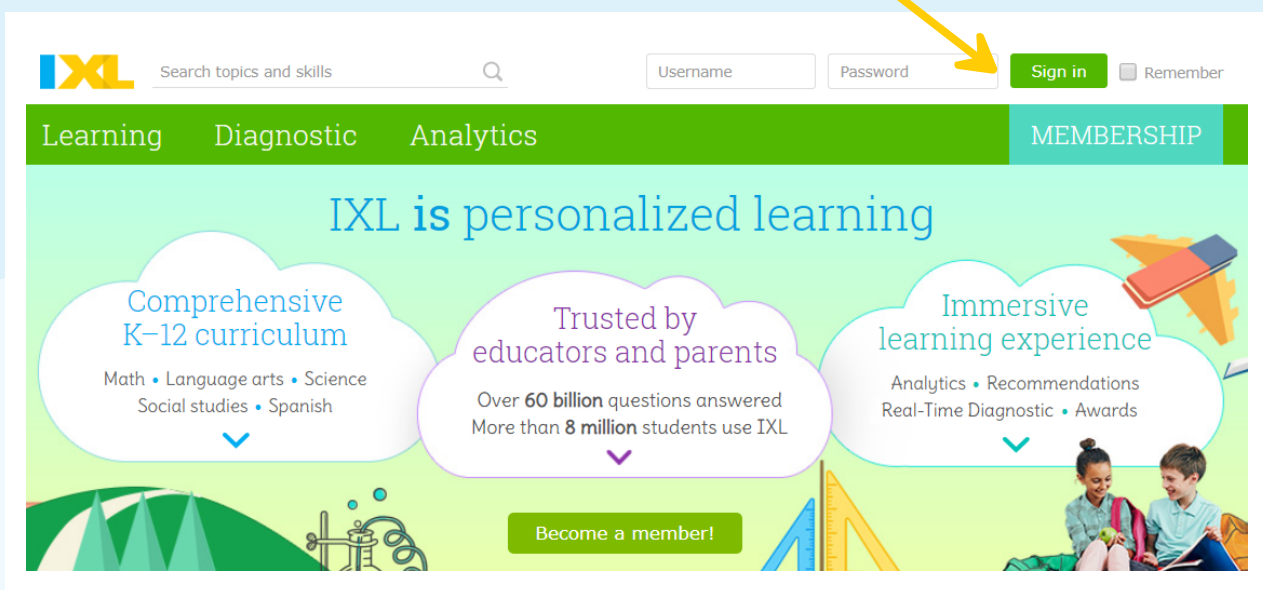 IXL
Search topics and skills
Username
Password
Sign in
Remember
Learning
Diagnostic
Analytics
MEMBERSHIP
IXL is personalized learning
Comprehensive
K–12 curriculum
Math • Language arts • Science
Social studies • Spanish
Trusted by
educators and parents
Over 60 billion questions answered
More than 8 million students use IXL
Immersive
learning experience
Analytics • Recommendations
Real-Time Diagnostic • Awards
Become a member!